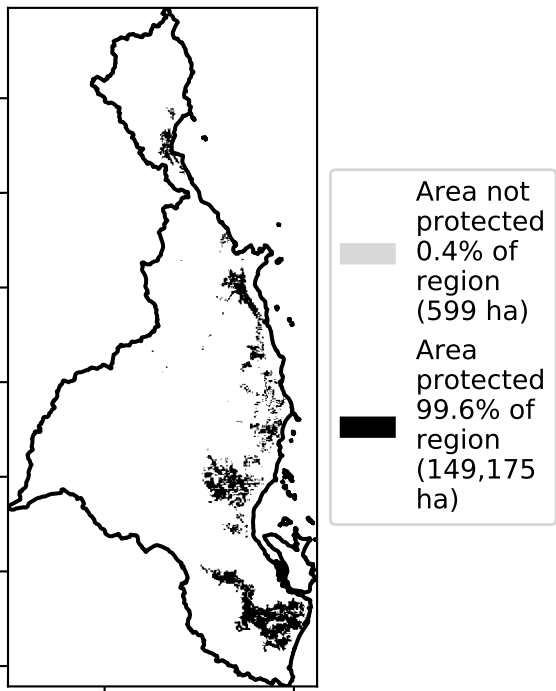 Area not
protected
0.4% of
region
(599 ha)
Area
protected
99.6% of
region
(149,175
ha)